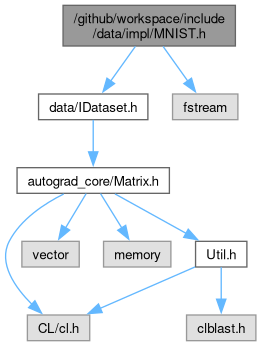 /github/workspace/include
/data/impl/MNIST.h
data/IDataset.h
fstream
autograd_core/Matrix.h
vector
memory
Util.h
CL/cl.h
clblast.h